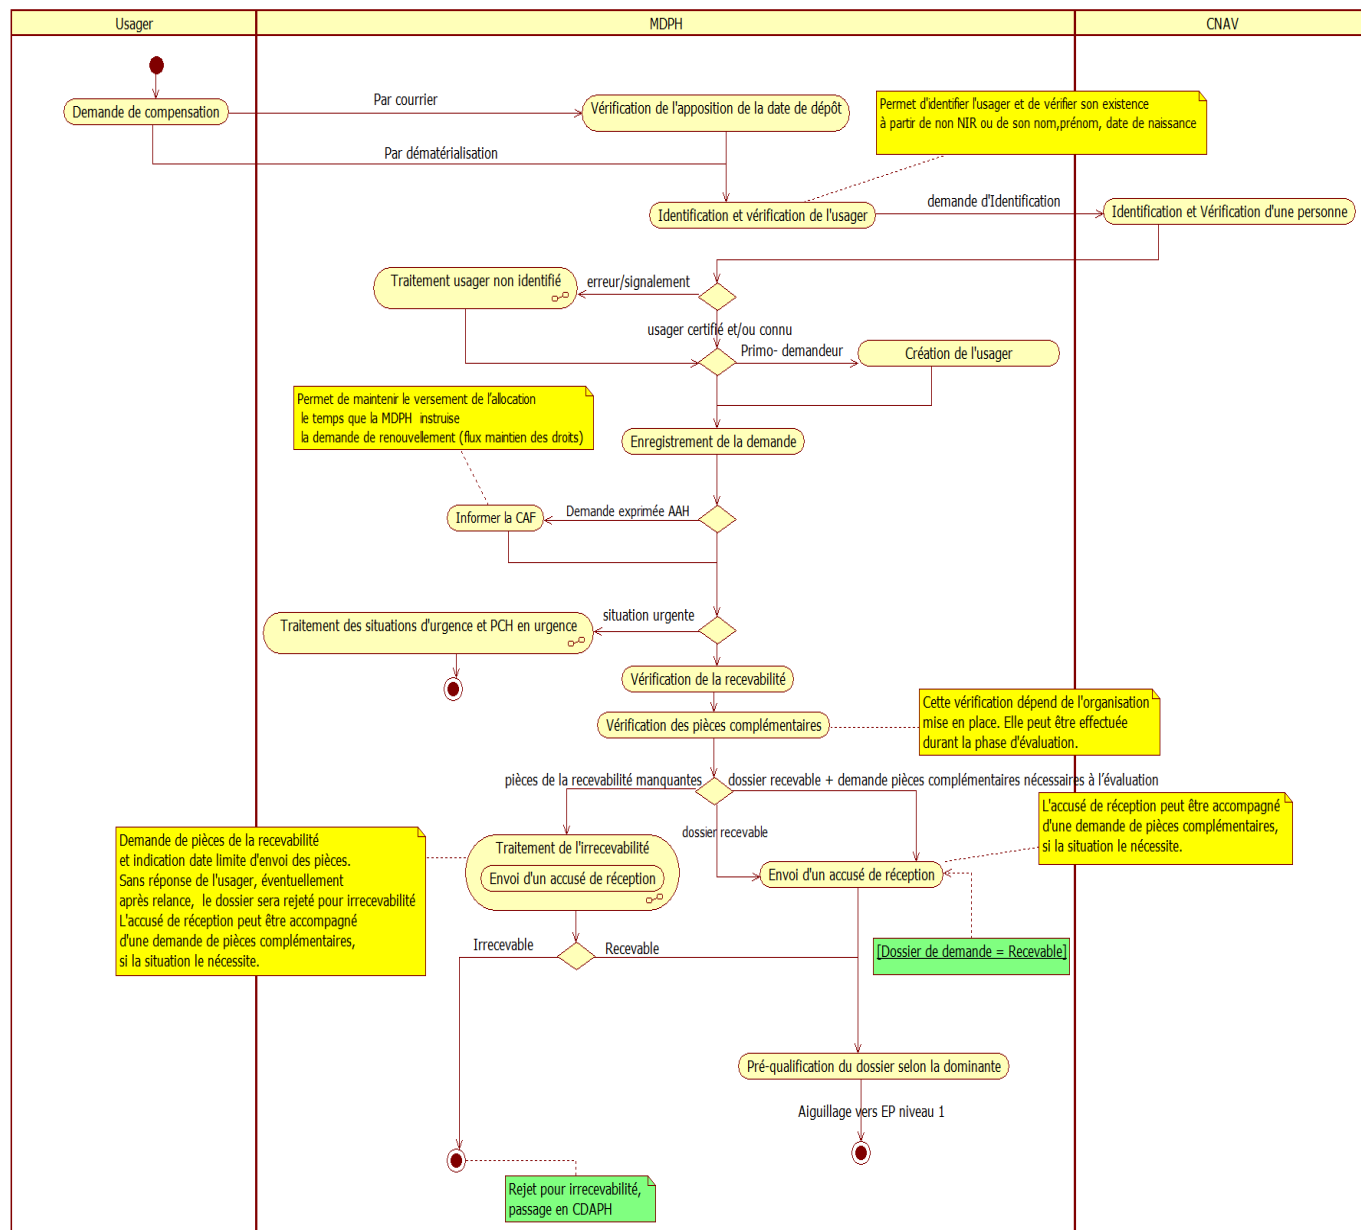 Usager
MDPH
CNAV
Demande de compensation
Par courrier
Vérification de l'apposition de la date de dépôt
Permet d'identifier l'usager et de vérifier son existence
à partir de non NIR ou de son nom,prénom, date de naissance
Par dématérialisation
Identification et vérification de l'usager
demande d'Identification
Identification et Vérification d'une personne
Traitement usager non identifié
erreur/signalement
usager certifié et/ou connu
Primo- demandeur
Création de l'usager
Permet de maintenir le versement de l'allocation
le temps que la MDPH instruise
la demande de renouvellement (flux maintien des droits)
Enregistrement de la demande
Informer la CAF
Demande exprimée AAH
situation urgente
Traitement des situations d'urgence et PCH en urgence
Vérification de la recevabilité
Vérification des pièces complémentaires
Cette vérification dépend de l'organisation
mise en place. Elle peut être effectuée
durant la phase d'évaluation.
pièces de la recevabilité manquantes
dossier recevable + demande pièces complémentaires nécessaires à l'évaluation
dossier recevable
L'accusé de réception peut être accompagné
d'une demande de pièces complémentaires,
si la situation le nécessite.
Demande de pièces de la recevabilité
et indication date limite d'envoi des pièces.
Sans réponse de l'usager, éventuellement
après relance, le dossier sera rejeté pour irrecevabilité
L'accusé de réception peut être accompagné
d'une demande de pièces complémentaires,
si la situation le nécessite.
Traitement de l'irrecevabilité
Envoi d'un accusé de réception
Envoi d'un accusé de réception
Irrecevable
Recevable
[Dossier de demande = Recevable]
Pré-qualification du dossier selon la dominante
Aiguillage vers EP niveau 1
Rejet pour irrecevabilité,
passage en CDAPH